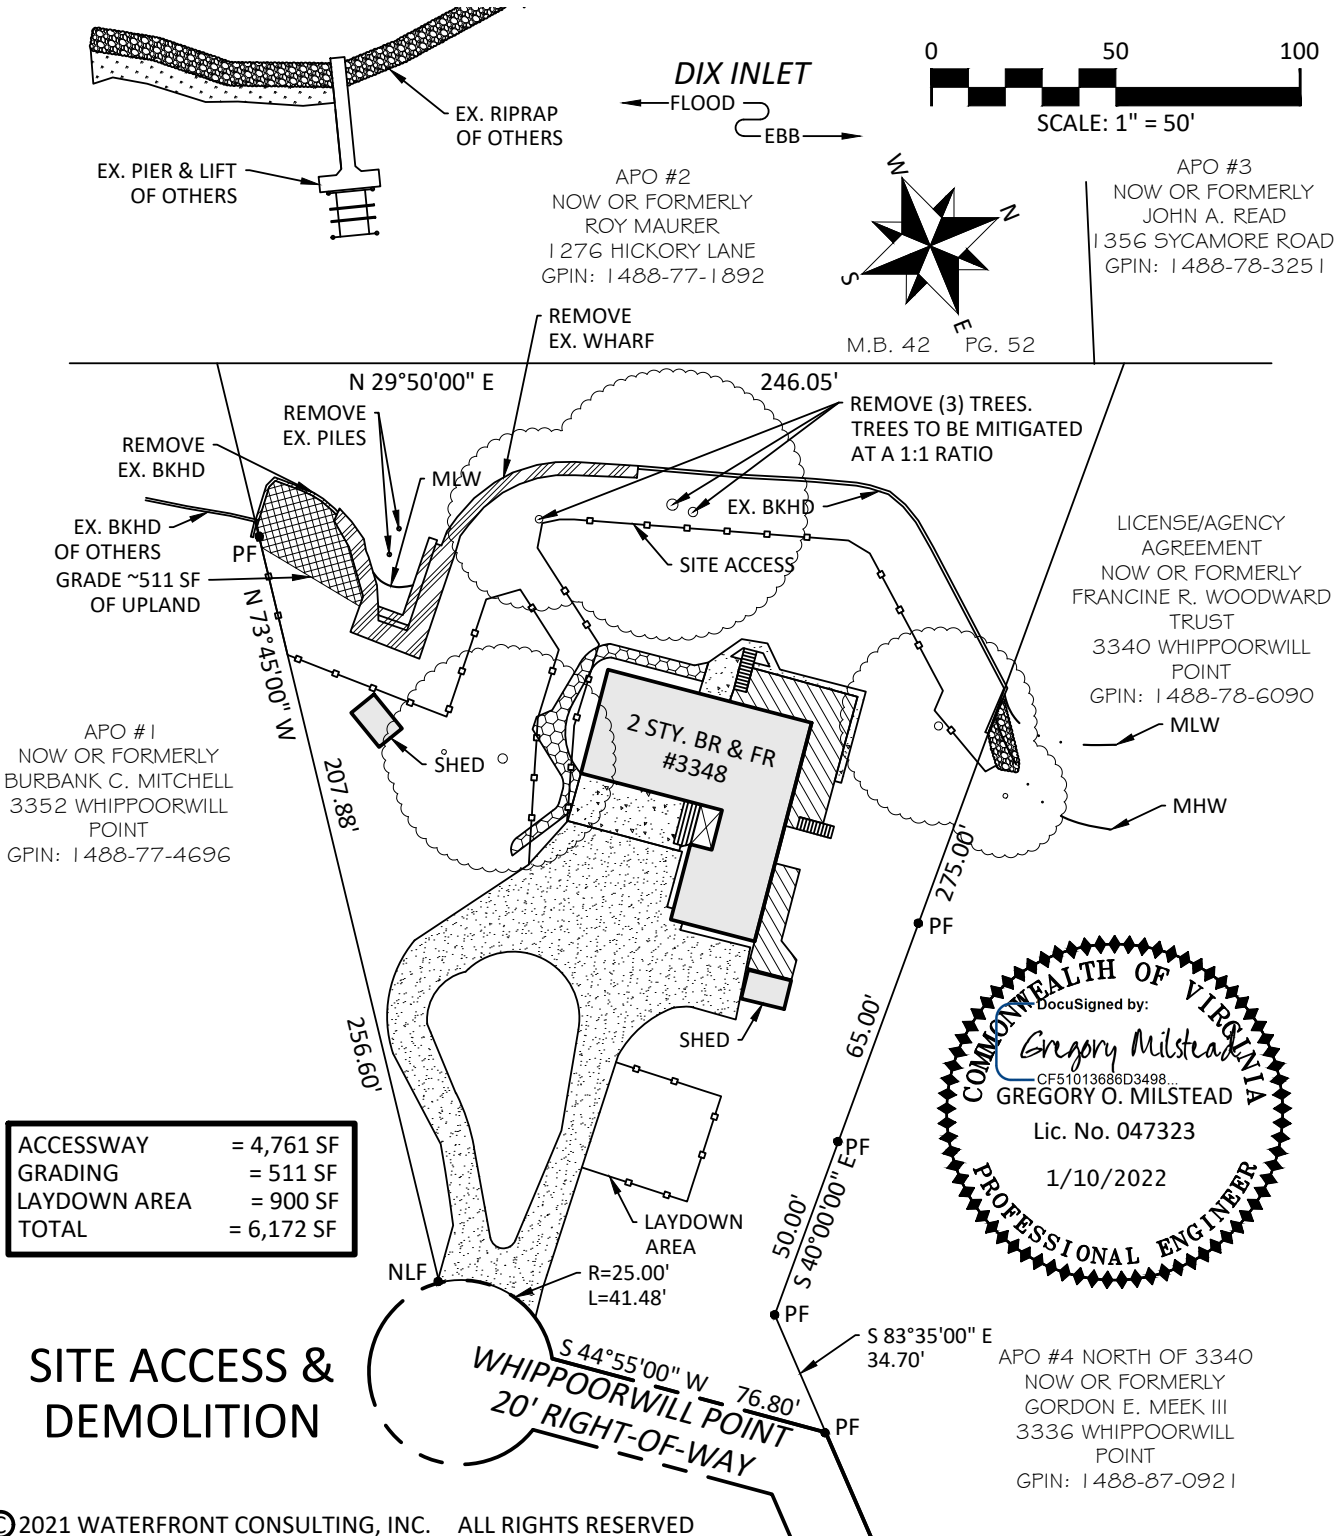 DIX INLET
FLOOD
EBB
0 50 100
SCALE: 1" = 50'
EX. RIPRAP
OF OTHERS
EX. PIER & LIFT
OF OTHERS
APO #2
NOW OR FORMERLY
ROY MAURER
1276 HICKORY LANE
GPIN: 1488-77-1892
APO #3
NOW OR FORMERLY
JOHN A. READ
1356 SYCAMORE ROAD
GPIN: 1488-78-3251
W
N
S
E
M.B. 42 PG. 52
REMOVE
EX. WHARF
N 29°50'00" E
246.05'
REMOVE
EX. PILES
REMOVE (3) TREES.
TREES TO BE MITIGATED
AT A 1:1 RATIO
REMOVE
EX. BKHD
MLW
EX. BKHD
EX. BKHD
OF OTHERS
PF
SITE ACCESS
GRADE ~511 SF
OF UPLAND
LICENSE/AGENCY
AGREEMENT
NOW OR FORMERLY
FRANCINE R. WOODWARD
TRUST
3340 WHIPPOORWILL
POINT
GPIN: 1488-78-6090
N 73°45'00" W
207.88'
APO #1
NOW OR FORMERLY
BURBANK C. MITCHELL
3352 WHIPPOORWILL
POINT
GPIN: 1488-77-4696
SHED
2 STY. BR & FR
#3348
MLW
MHW
275.00'
PF
256.60'
SHED
65.00'
COMMONWEALTH OF VIRGINIA
DocuSigned by:
Gregory Milstead
CF51013686D3498...
GREGORY O. MILSTEAD
Lic. No. 047323
1/10/2022
PROFESSIONAL ENGINEER
ACCESSWAY = 4,761 SF
GRADING = 511 SF
LAYDOWN AREA = 900 SF
TOTAL = 6,172 SF
PF
50.00'
S 40°00'00" E
LAYDOWN
AREA
NLF
R=25.00'
L=41.48'
PF
S 83°35'00" E
34.70'
S 44°55'00" W
76.80'
PF
WHIPPOORWILL POINT
20' RIGHT-OF-WAY
APO #4 NORTH OF 3340
NOW OR FORMERLY
GORDON E. MEEK III
3336 WHIPPOORWILL
POINT
GPIN: 1488-87-0921
SITE ACCESS &
DEMOLITION
© 2021 WATERFRONT CONSULTING, INC. ALL RIGHTS RESERVED